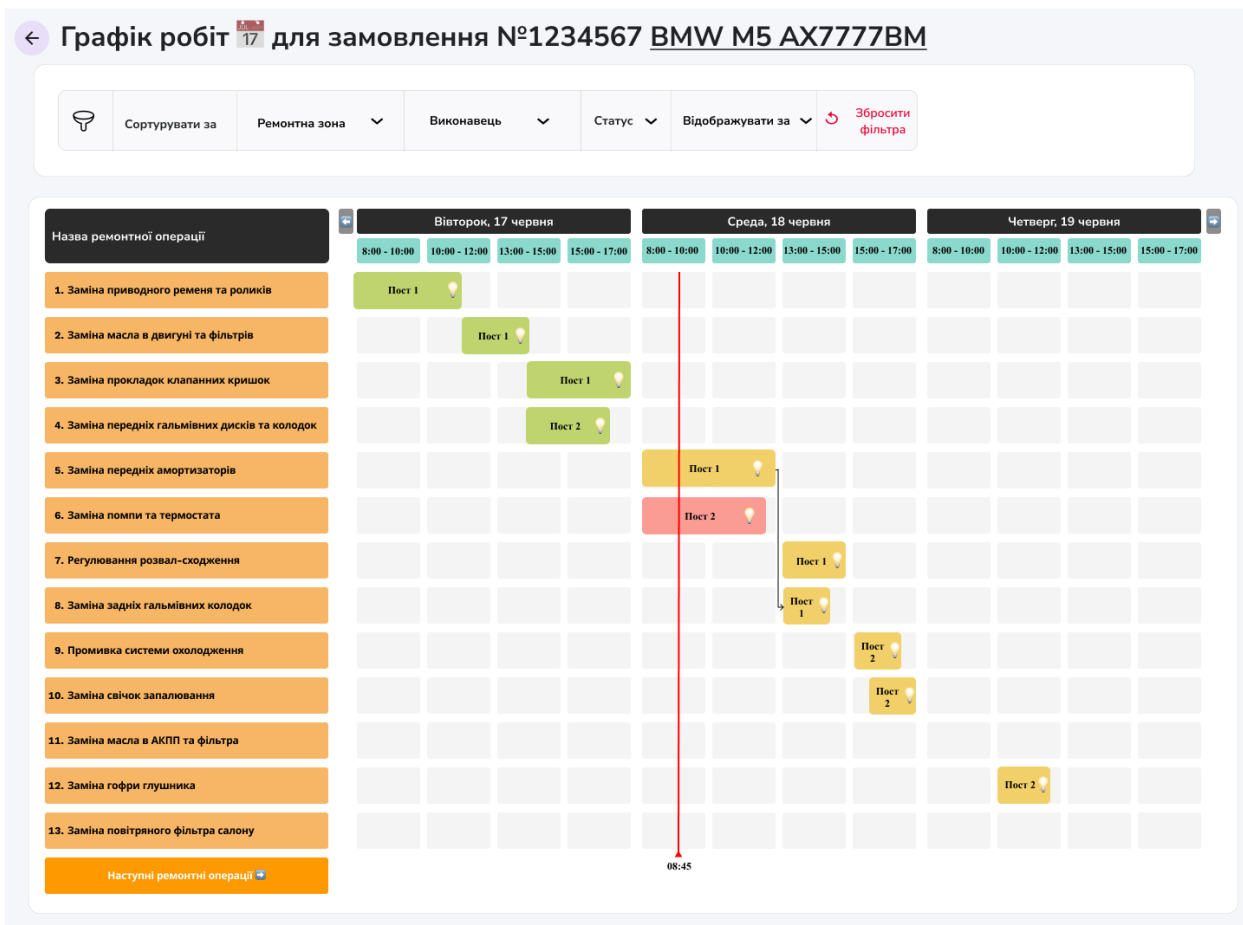 Графік робіт 17 для замовлення №1234567 BMW M5 AX7777BM
Сортурувати за
Ремонтна зона
Виконавець
Статус
Відображувати за
Збросити
фільтра
Назва ремонтної операції
Вівторок, 17 червня
Среда, 18 червня
Четверг, 19 червня
8:00 - 10:00
10:00 - 12:00
13:00 - 15:00
15:00 - 17:00
8:00 - 10:00
10:00 - 12:00
13:00 - 15:00
15:00 - 17:00
8:00 - 10:00
10:00 - 12:00
13:00 - 15:00
15:00 - 17:00
1. Заміна приводного ременя та роликів
Пост 1
2. Заміна масла в двигуні та фільтрів
Пост 1
3. Заміна прокладок клапанних кришок
Пост 1
4. Заміна передніх гальмівних дисків та колодок
Пост 2
5. Заміна передніх амортизаторів
Пост 1
6. Заміна помпи та термостата
Пост 2
7. Регулювання розвал-сходження
Пост 1
8. Заміна задніх гальмівних колодок
Пост
1
9. Промивка системи охолодження
Пост
2
10. Заміна свічок запалювання
Пост
2
11. Заміна масла в АКПП та фільтра
12. Заміна гофри глушника
Пост 2
13. Заміна повітряного фільтра салону
08:45
Наступні ремонтні операції